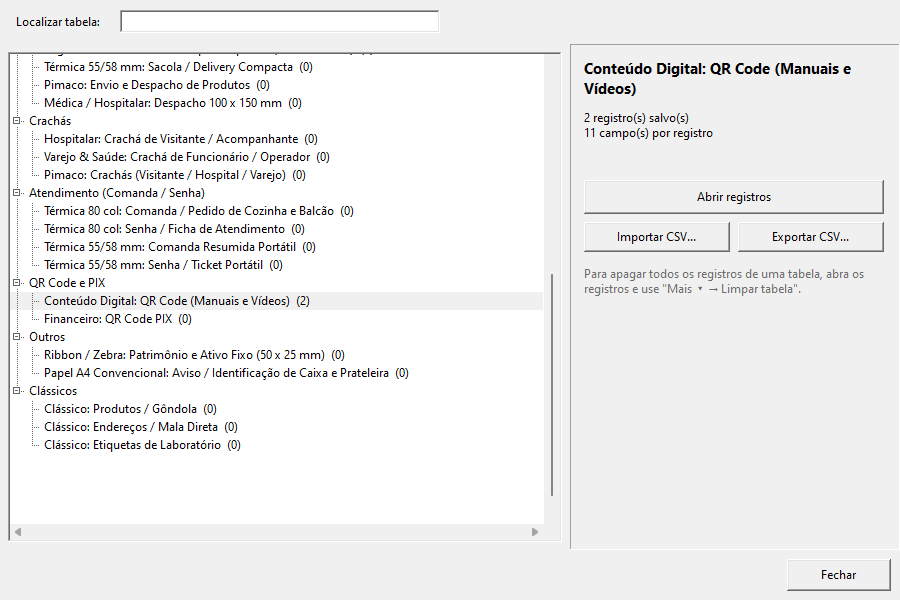 Localizar tabela:
Térmica 55/58 mm: Sacola / Delivery Compacta (0)
Pimaco: Envio e Despacho de Produtos (0)
Médica / Hospitalar: Despacho 100 x 150 mm (0)
Crachás
Hospitalar: Crachá de Visitante / Acompanhante (0)
Varejo & Saúde: Crachá de Funcionário / Operador (0)
Pimaco: Crachás (Visitante / Hospital / Varejo) (0)
Atendimento (Comanda / Senha)
Térmica 80 col: Comanda / Pedido de Cozinha e Balcão (0)
Térmica 80 col: Senha / Ficha de Atendimento (0)
Térmica 55/58 mm: Comanda Resumida Portátil (0)
Térmica 55/58 mm: Senha / Ticket Portátil (0)
QR Code e PIX
Conteúdo Digital: QR Code (Manuais e Vídeos) (2)
Financeiro: QR Code PIX (0)
Outros
Ribbon / Zebra: Patrimônio e Ativo Fixo (50 x 25 mm) (0)
Papel A4 Convencional: Aviso / Identificação de Caixa e Prateleira (0)
Clássicos
Clássico: Produtos / Gôndola (0)
Clássico: Endereços / Mala Direta (0)
Clássico: Etiquetas de Laboratório (0)
Conteúdo Digital: QR Code (Manuais e
Vídeos)
2 registro(s) salvo(s)
11 campo(s) por registro
Abrir registros
Importar CSV...
Exportar CSV...
Para apagar todos os registros de uma tabela, abra os
registros e use "Mais ▾ → Limpar tabela".
Fechar